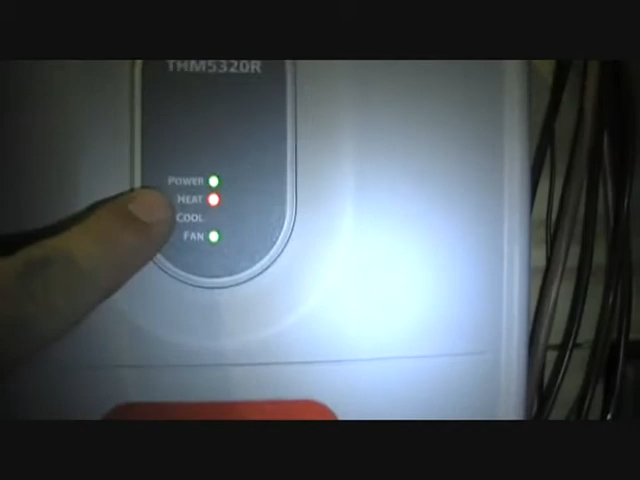 THM5320R
POWER
HEAT
COOL
FAN